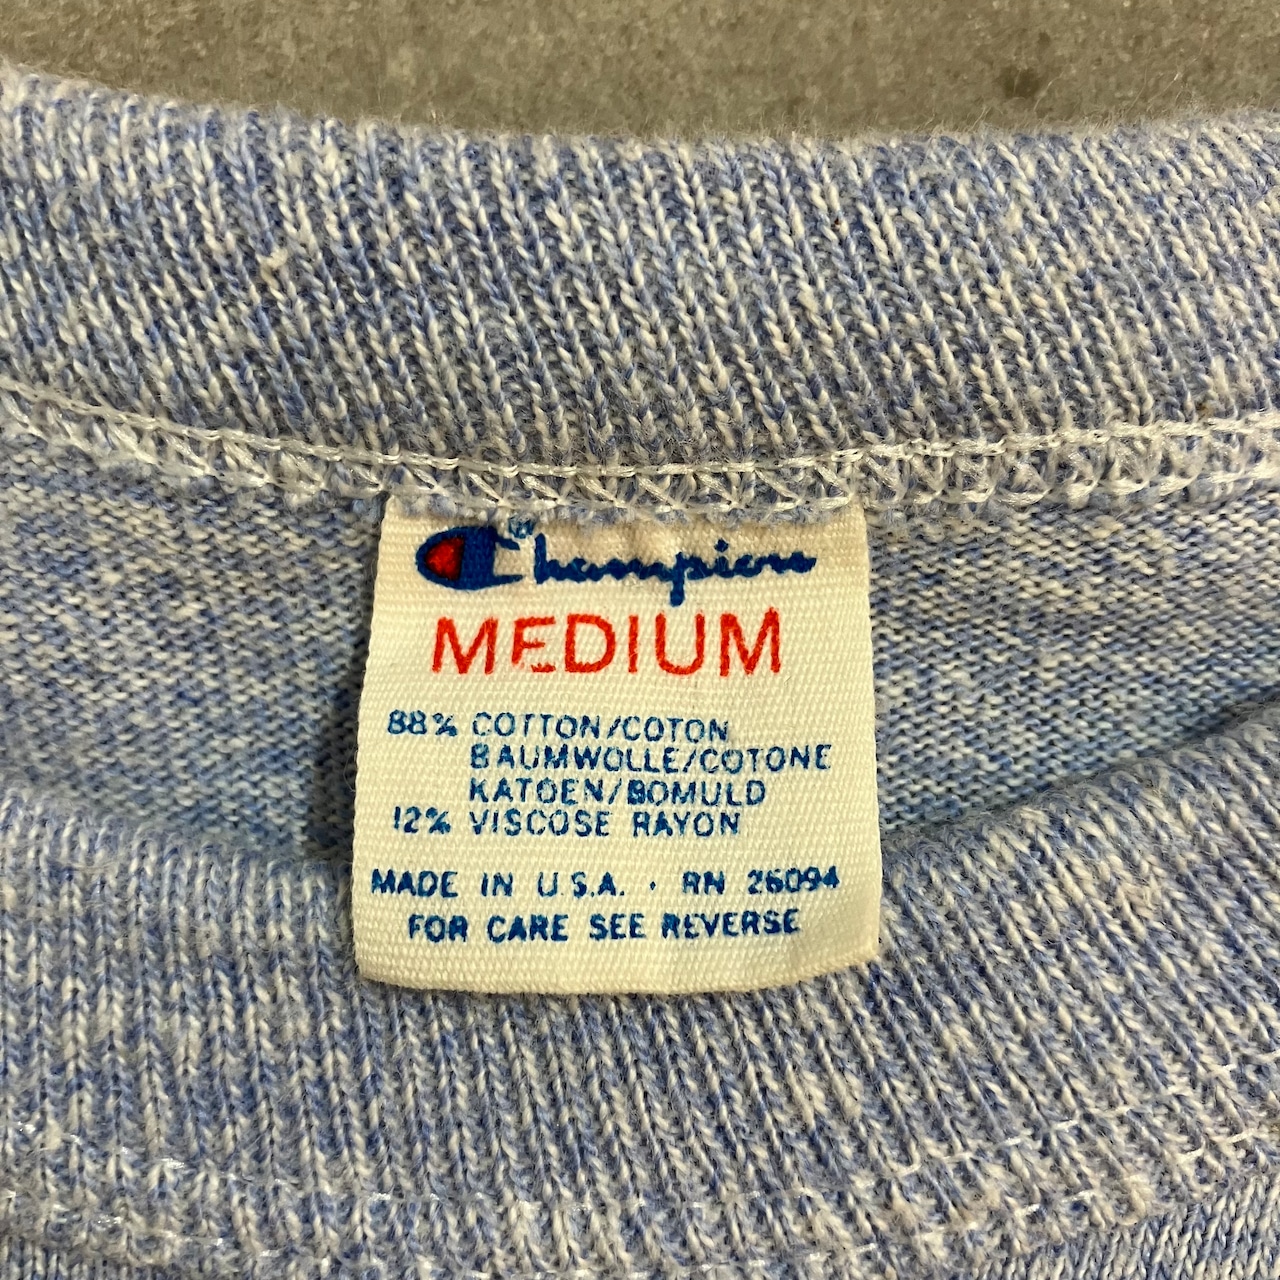 Champion®
MEDIUM
88% COTTON/COTON
BAUMWOLLE/COTONE
KATOEN/BOMULD
12% VISCOSE RAYON
MADE IN U.S.A. · RN 26094
FOR CARE SEE REVERSE